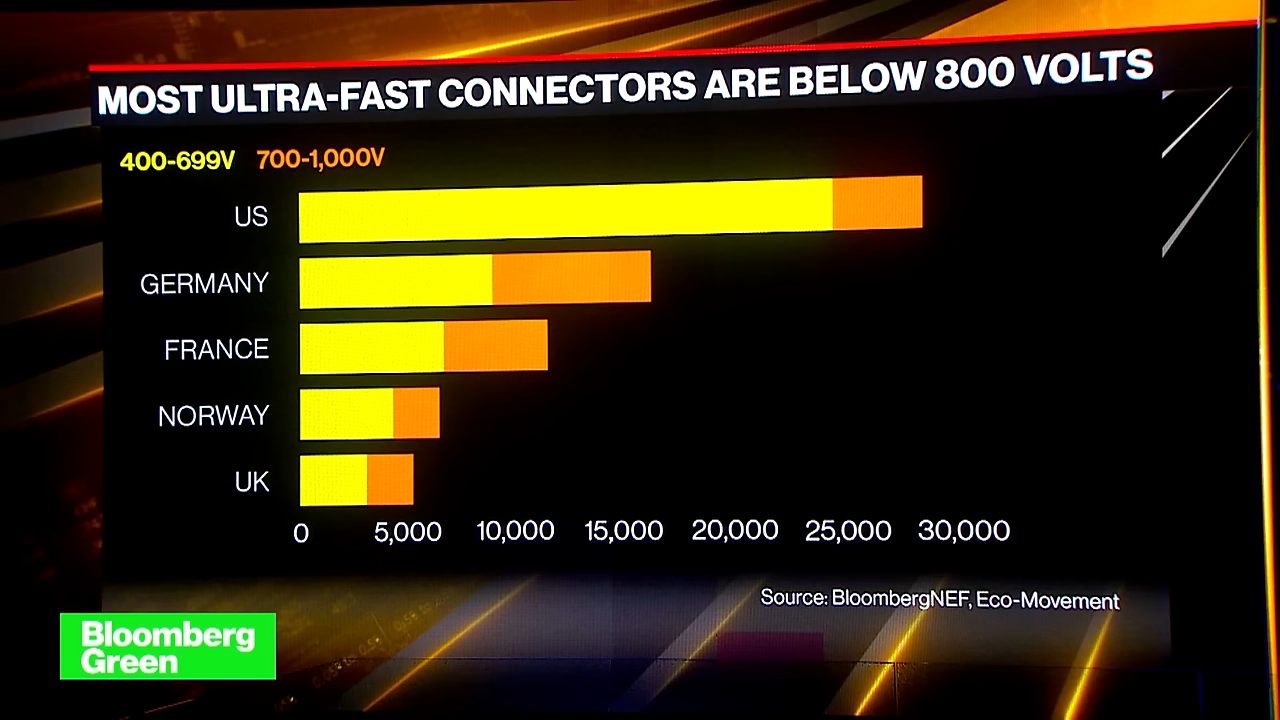 MOST ULTRA-FAST CONNECTORS ARE BELOW 800 VOLTS
400-699V 700-1,000V
US
GERMANY
FRANCE
NORWAY
UK
0 5,000 10,000 15,000 20,000 25,000 30,000
Source: BloombergNEF, Eco-Movement
Bloomberg
Green